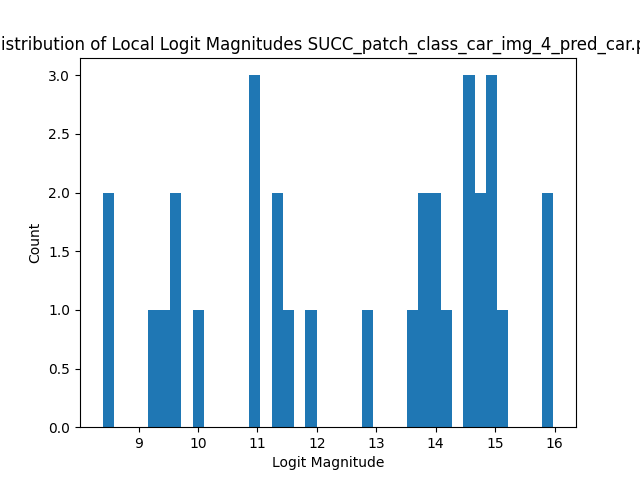 istribution of Local Logit Magnitudes SUCC_patch_class_car_img_4_pred_car.p
3.0
2.5
2.0
1.5
1.0
0.5
0.0
Count
9 10 11 12 13 14 15 16
Logit Magnitude